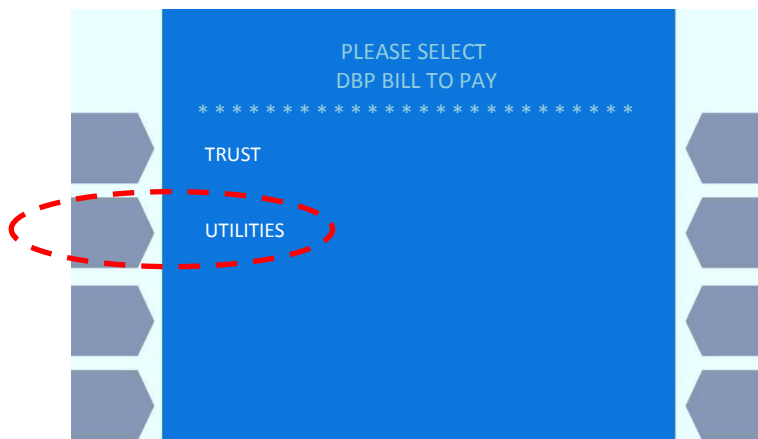 PLEASE SELECT
DBP BILL TO PAY
* * * * * * * * * * * * * * * * * * * * * * * * * *
TRUST
UTILITIES